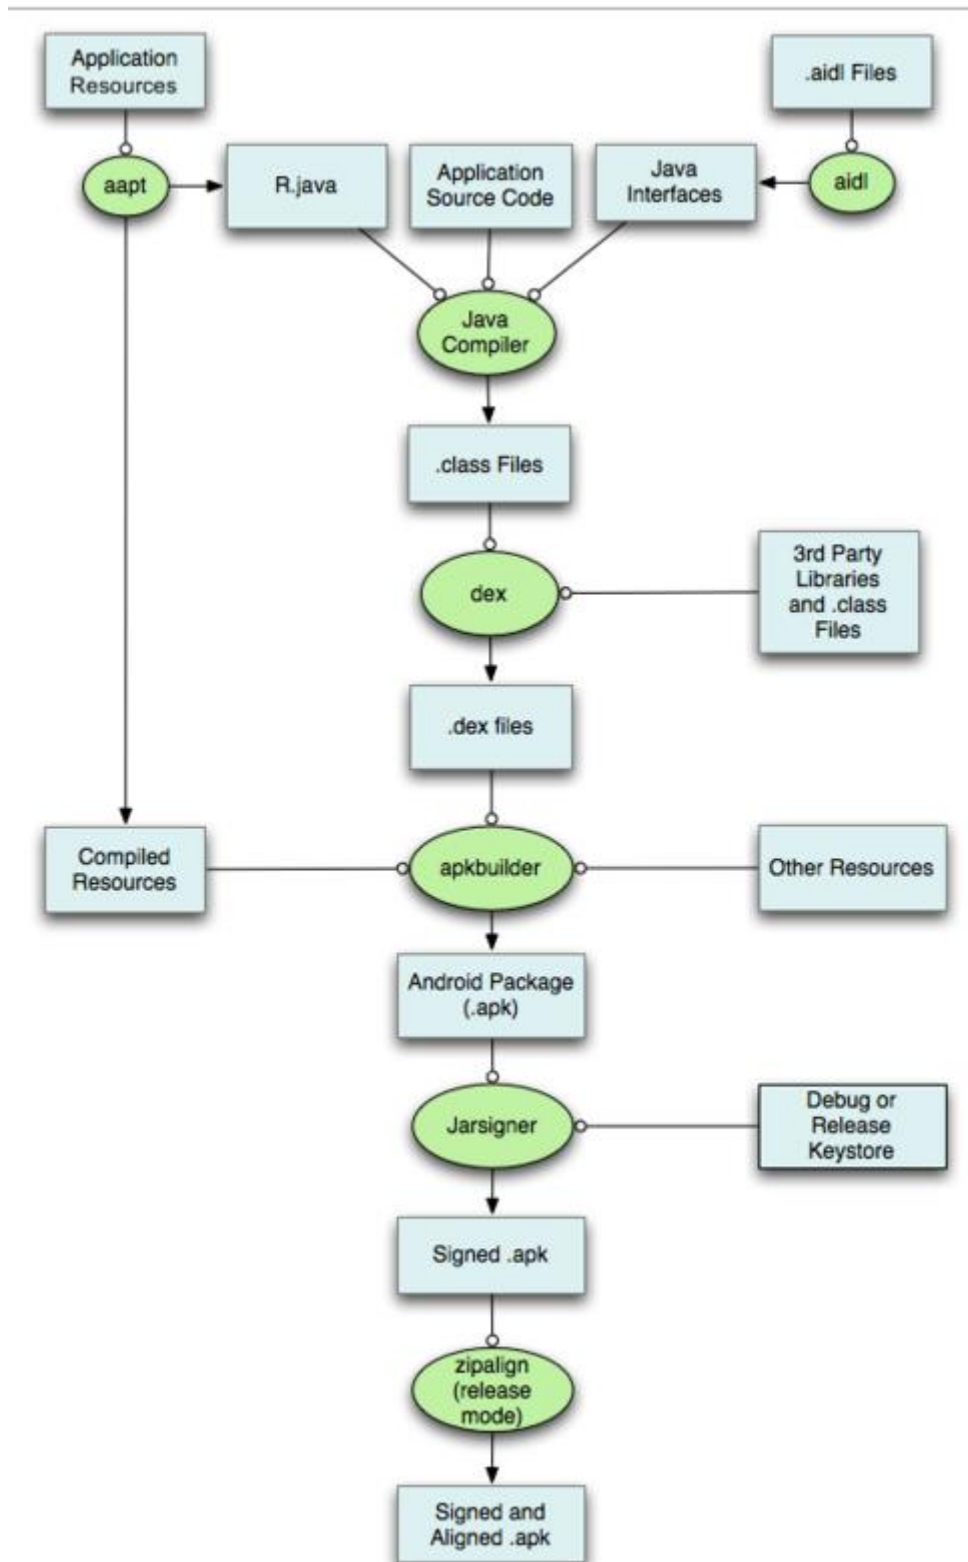 Application
Resources
.aidl Files
aapt
R.java
Application
Source Code
Java
Interfaces
aidl
Java
Compiler
.class Files
3rd Party
Libraries
and .class
Files
dex
.dex files
Compiled
Resources
apkbuilder
Other Resources
Android Package
(.apk)
Jarsigner
Debug or
Release
Keystore
Signed .apk
zipalign
(release
mode)
Signed and
Aligned .apk